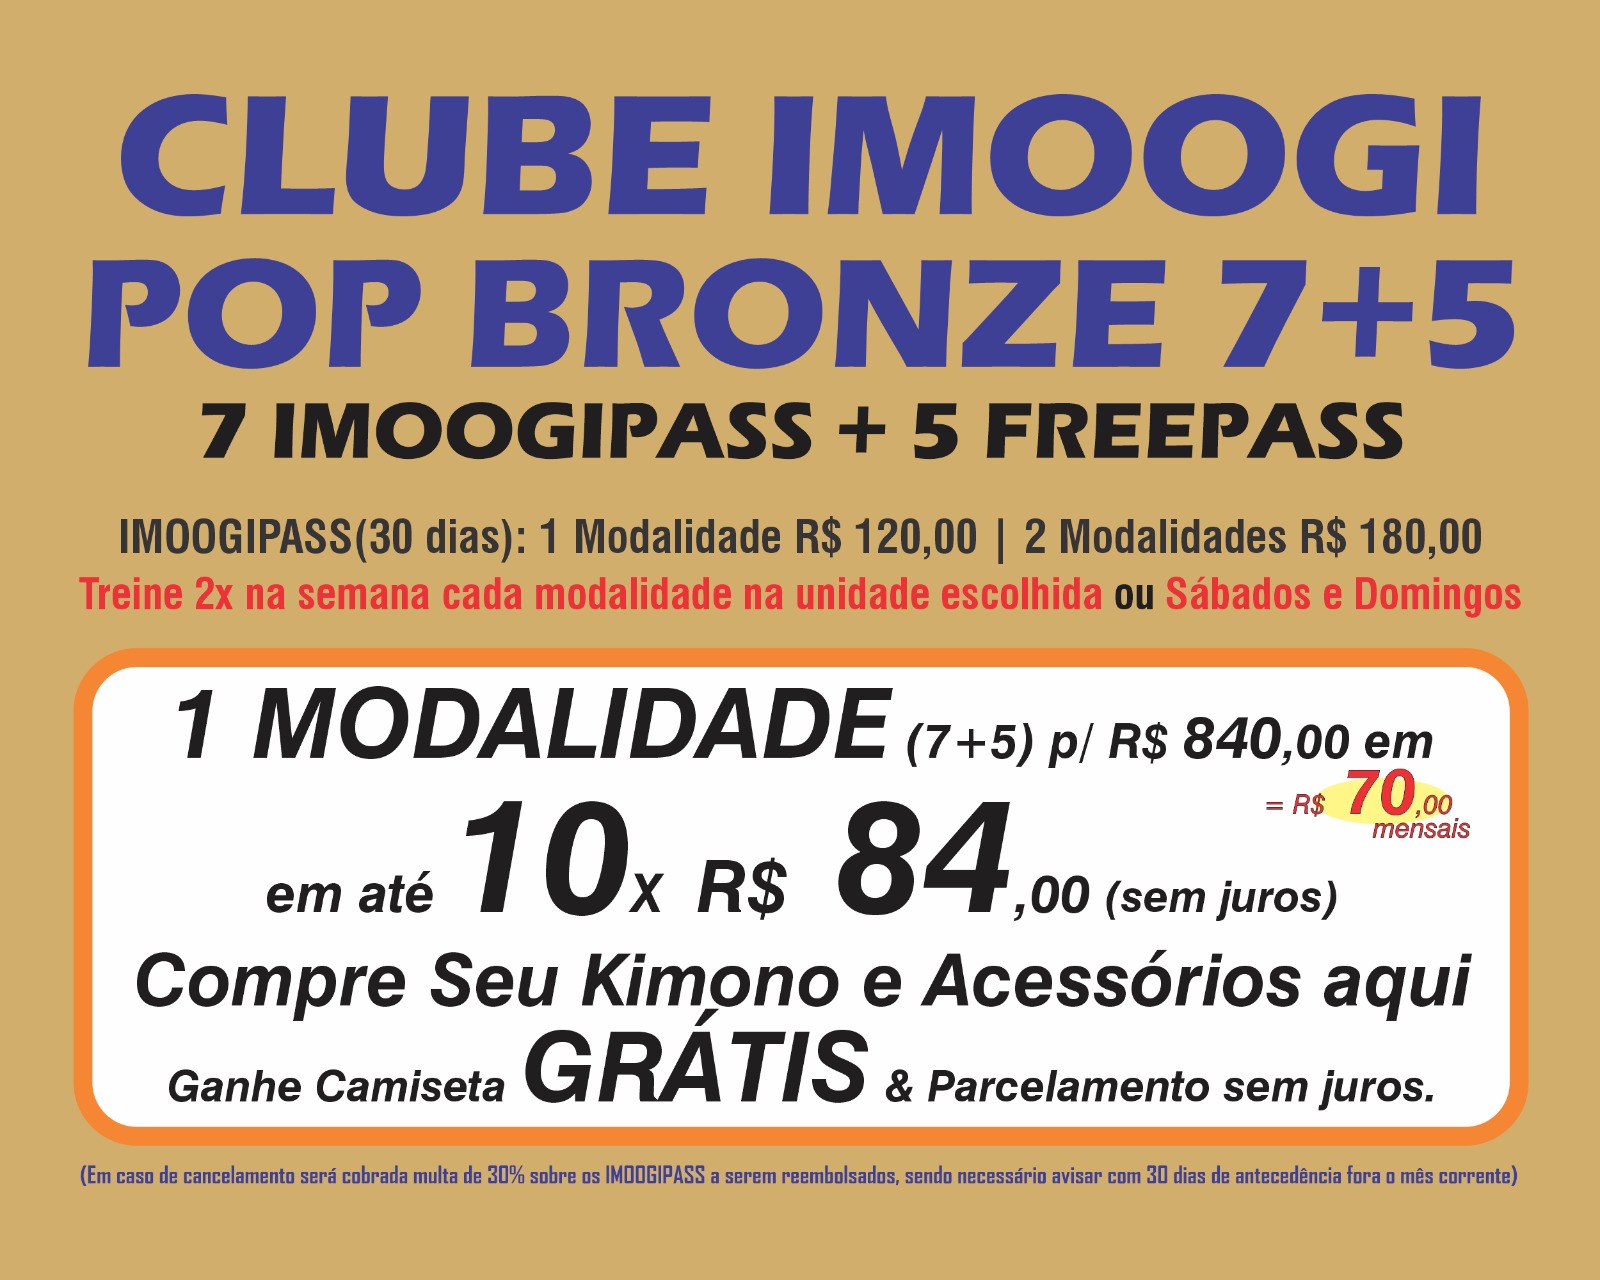 CLUBE IMOOGI
POP BRONZE 7+5
7 IMOOGIPASS + 5 FREEPASS
IMOOGIPASS(30 dias): 1 Modalidade R$ 120,00 | 2 Modalidades R$ 180,00
Treine 2x na semana cada modalidade na unidade escolhida ou Sábados e Domingos
1 MODALIDADE (7+5) p/ R$ 840,00 em
= R$ 70,00
mensais
em até 10x R$ 84,00 (sem juros)
Compre Seu Kimono e Acessórios aqui
Ganhe Camiseta GRÁTIS & Parcelamento sem juros.
(Em caso de cancelamento será cobrada multa de 30% sobre os IMOOGIPASS a serem reembolsados, sendo necessário avisar com 30 dias de antecedência fora o mês corrente)